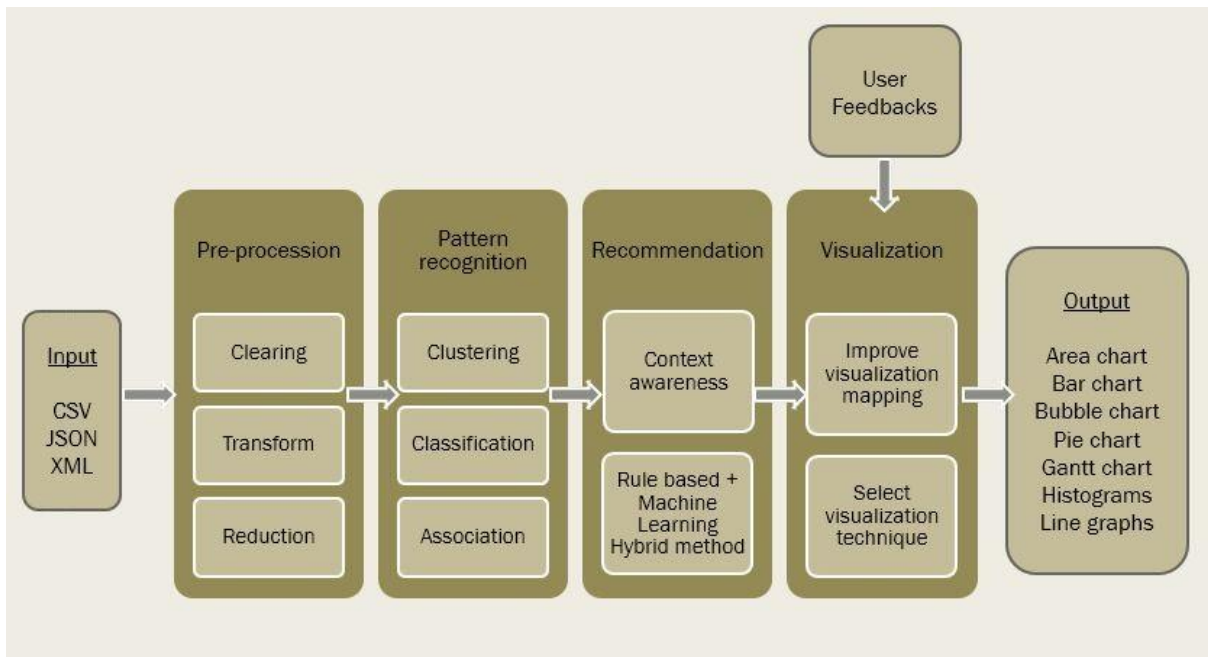 User
Feedbacks
Pre-procession
Clearing
Transform
Reduction
Pattern
recognition
Clustering
Classification
Association
Recommendation
Context
awareness
Rule based +
Machine
Learning
Hybrid method
Visualization
Improve
visualization
mapping
Select
visualization
technique
Input
CSV
JSON
XML
Output
Area chart
Bar chart
Bubble chart
Pie chart
Gantt chart
Histograms
Line graphs